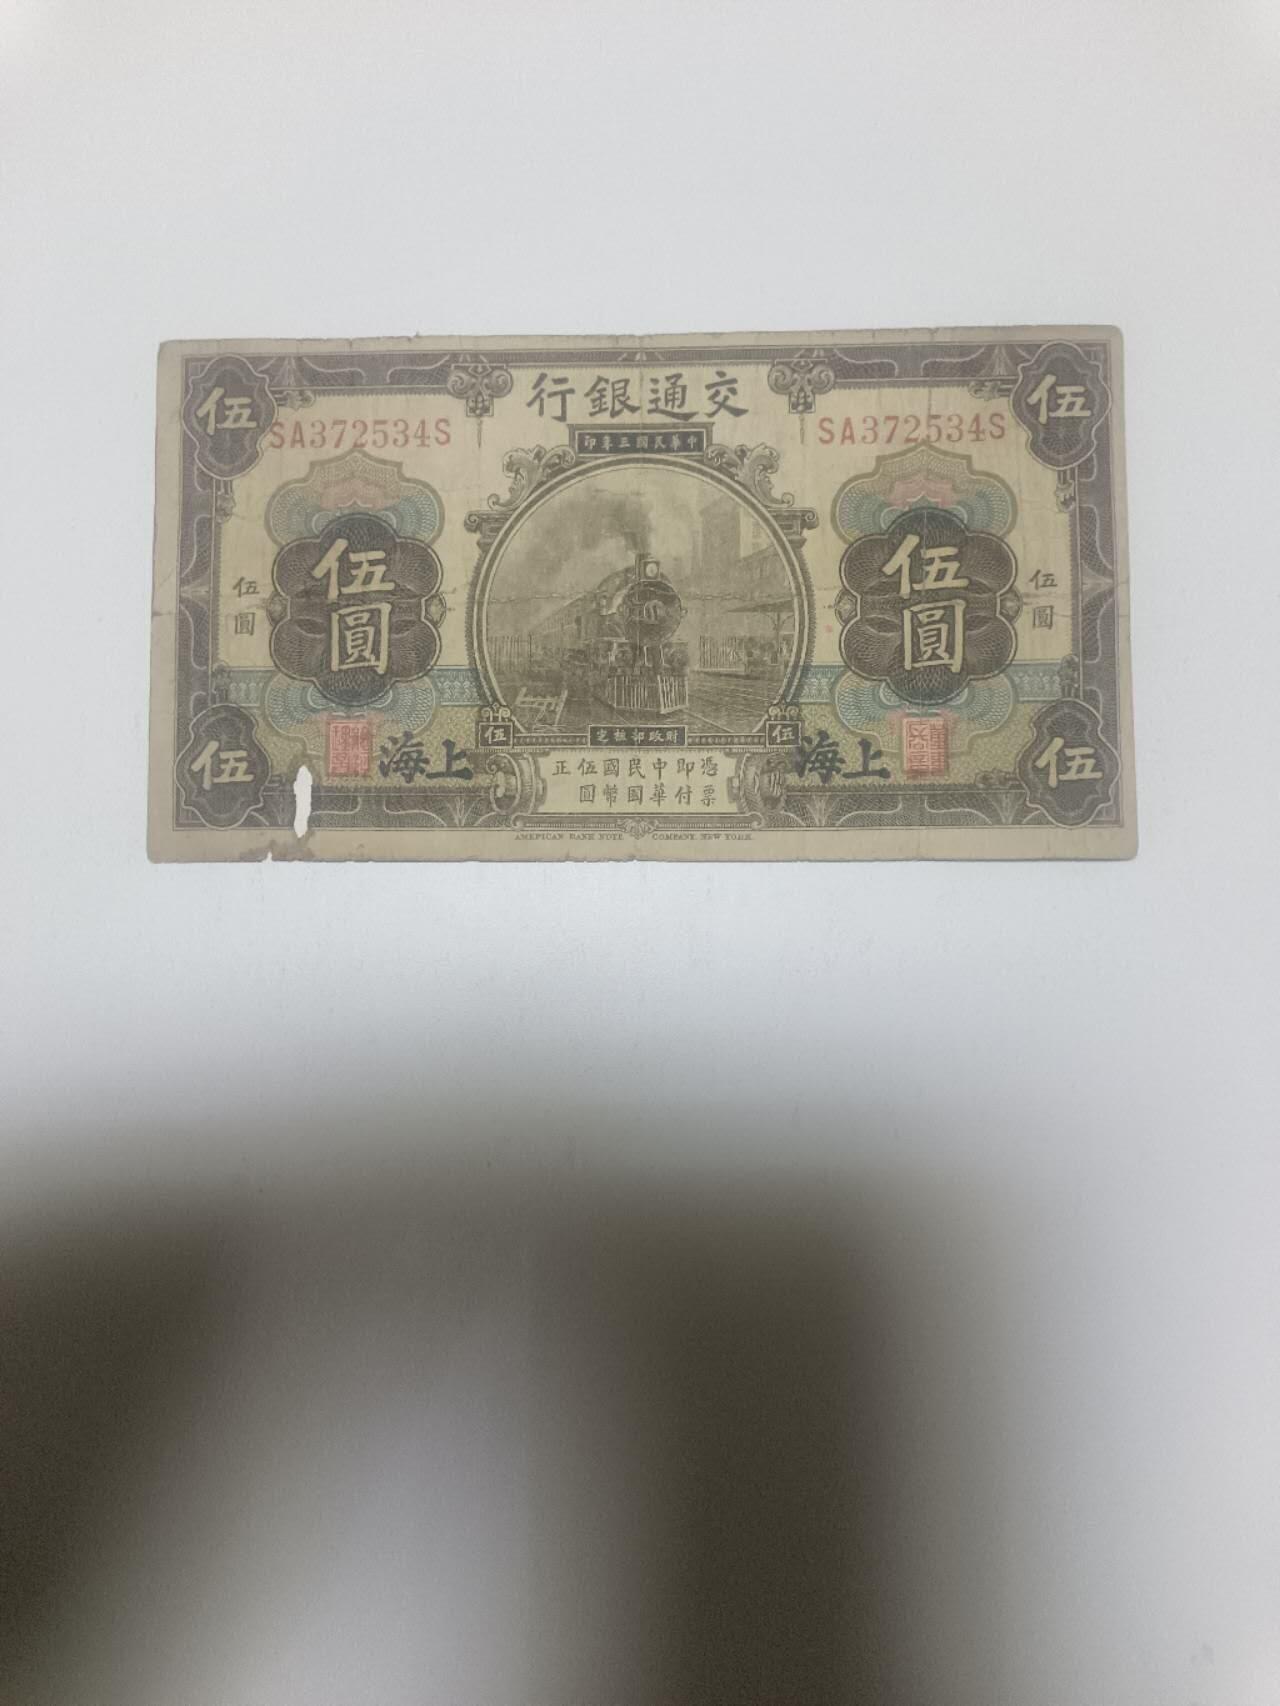 交通銀行
伍
伍
SA372534S
SA372534S
中華民國三年印
伍圓
伍圓
伍圓
伍圓
財政部核定
伍
伍
伍
伍
上海
上海
憑票即付中華民國國幣伍圓正
AMERICAN BANK NOTE COMPANY, NEW YORK.